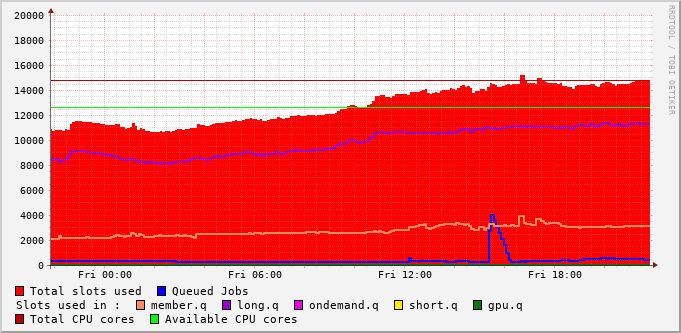 20000
18000
16000
14000
12000
10000
8000
6000
4000
2000
0
Fri 00:00 Fri 06:00 Fri 12:00 Fri 18:00
RRDTOOL / TOBI OETIKER
Total slots used Queued Jobs
Slots used in : member.q long.q ondemand.q short.q gpu.q
Total CPU cores Available CPU cores